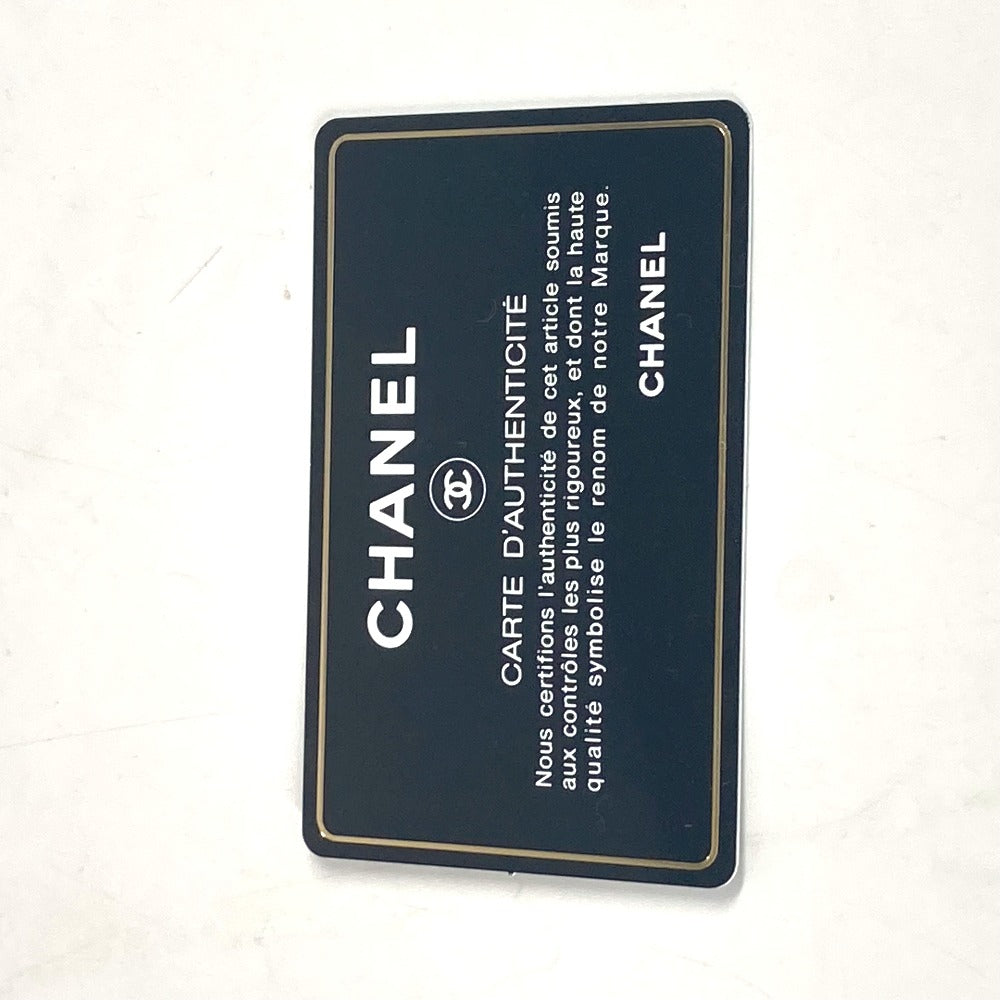 CHANEL
CARTE D'AUTHENTICITÉ
Nous certifions l'authenticité de cet article soumis
aux contrôles les plus rigoureux, et dont la haute
qualité symbolise le renom de notre Marque.
CHANEL